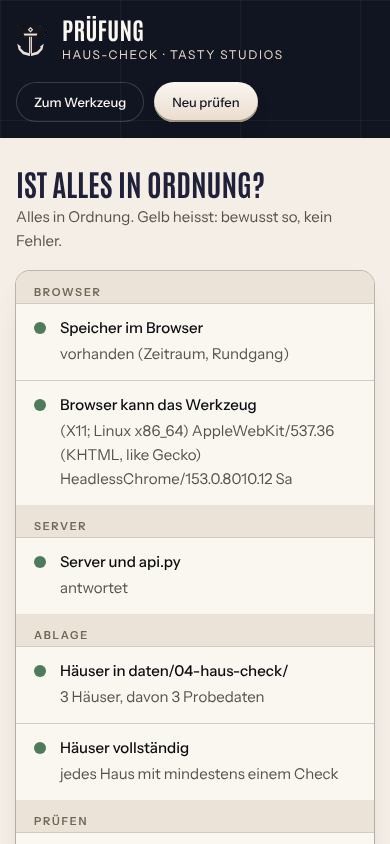 PRÜFUNG
HAUS-CHECK · TASTY STUDIOS
Zum Werkzeug
Neu prüfen
IST ALLES IN ORDNUNG?
Alles in Ordnung. Gelb heisst: bewusst so, kein
Fehler.
BROWSER
Speicher im Browser
vorhanden (Zeitraum, Rundgang)
Browser kann das Werkzeug
(X11; Linux x86_64) AppleWebKit/537.36
(KHTML, like Gecko)
HeadlessChrome/153.0.8010.12 Sa
SERVER
Server und api.py
antwortet
ABLAGE
Häuser in daten/04-haus-check/
3 Häuser, davon 3 Probedaten
Häuser vollständig
jedes Haus mit mindestens einem Check
PRÜFEN